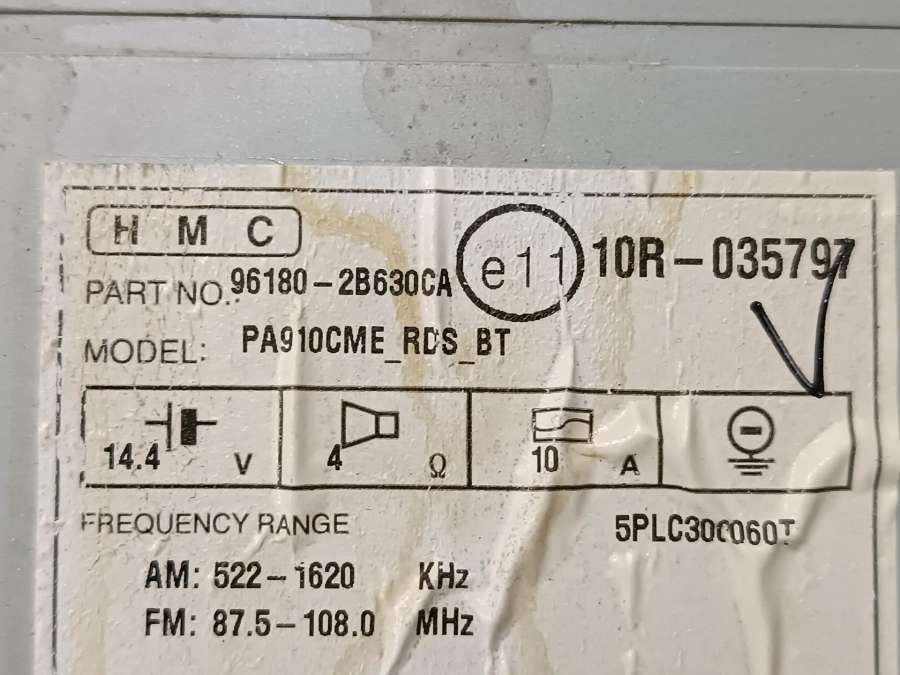 HMC
PART NO.: 96180-2B630CA
e11 10R-035797
MODEL: PA910CME_RDS_BT
14.4 V
4 Ω
10 A
FREQUENCY RANGE
5PLC300060T
AM: 522-1620 KHz
FM: 87.5-108.0 MHz